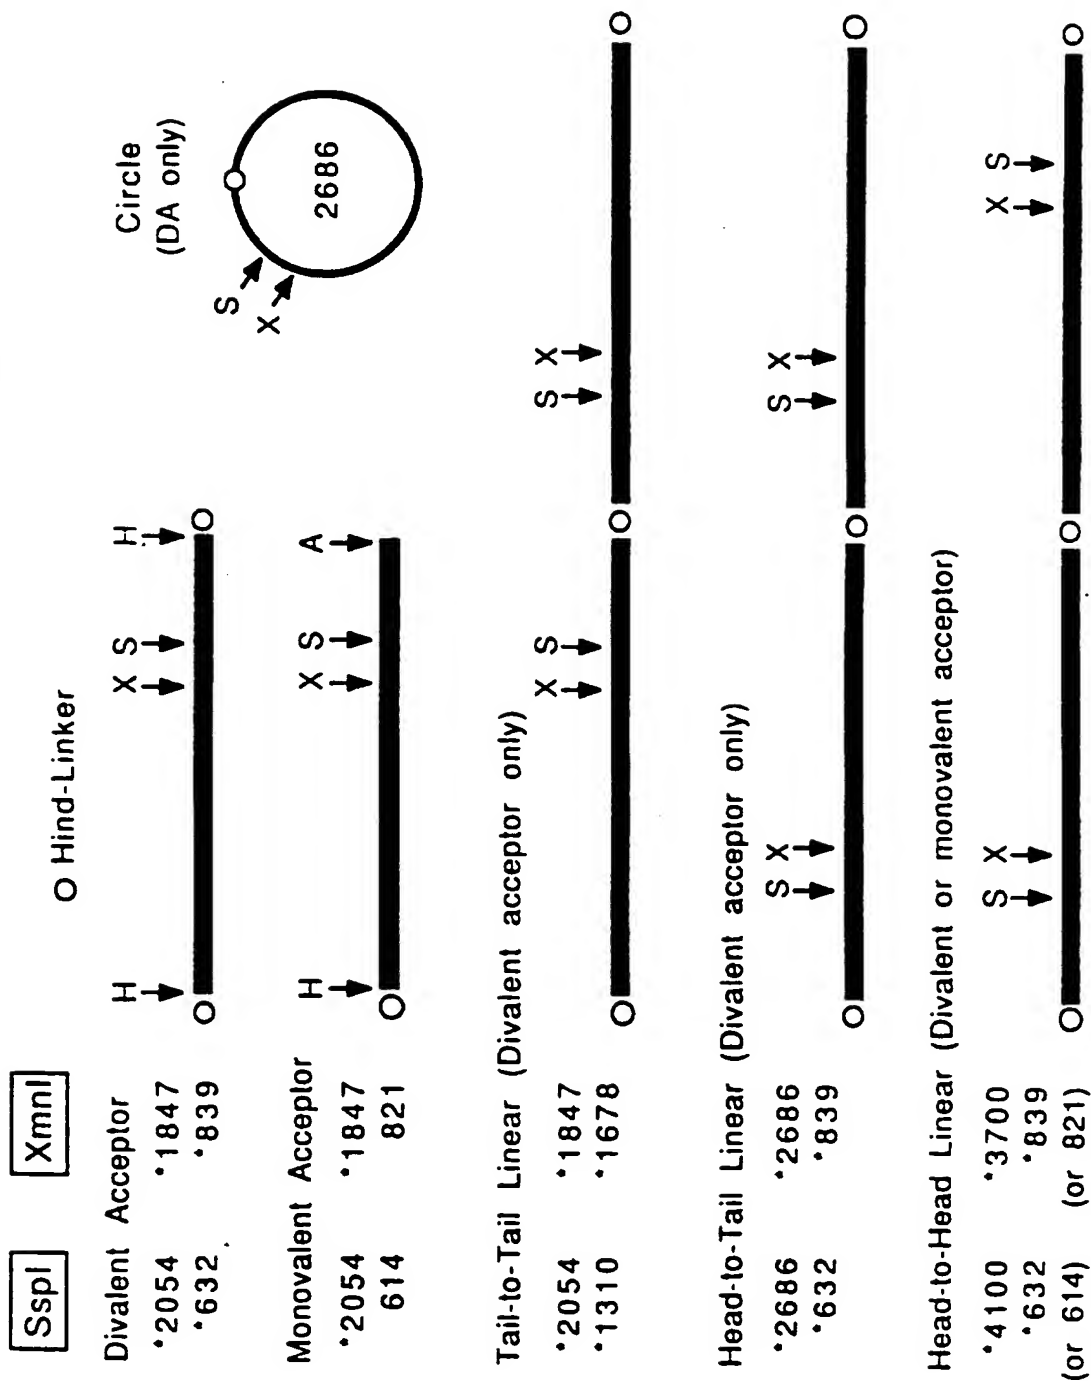 O Hind-Linker
SspI XmnI
Divalent Acceptor
*2054 *1847
*632 *839
H X S H
Circle
(DA only)
S
X
2686
Monovalent Acceptor
*2054 *1847
614 821
H X S A
Tail-to-Tail Linear (Divalent acceptor only)
*2054 *1847
*1310 *1678
X S S X
Head-to-Tail Linear (Divalent acceptor only)
*2686 *2686
*632 *839
S X S X
Head-to-Head Linear (Divalent or monovalent acceptor)
*4100 *3700
*632 *839
(or 614) (or 821)
S X X S